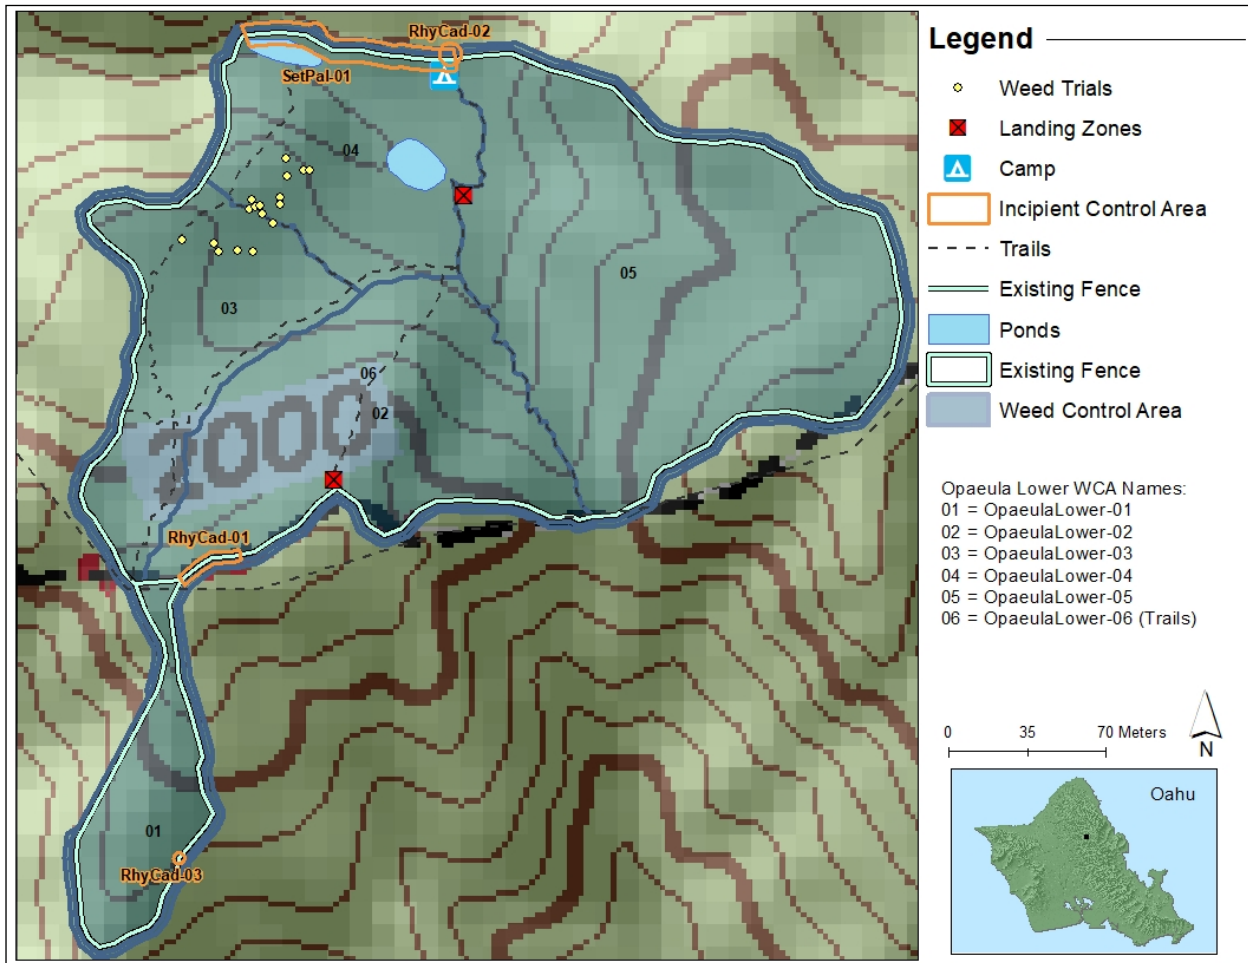 RhyCad-02
SetPal-01
04
05
03
06
02
2000
RhyCad-01
01
RhyCad-03
Legend
Weed Trials
Landing Zones
Camp
Incipient Control Area
Trails
Existing Fence
Ponds
Existing Fence
Weed Control Area
Opaeula Lower WCA Names:
01 = OpaeulaLower-01
02 = OpaeulaLower-02
03 = OpaeulaLower-03
04 = OpaeulaLower-04
05 = OpaeulaLower-05
06 = OpaeulaLower-06 (Trails)
0 35 70 Meters
N
Oahu